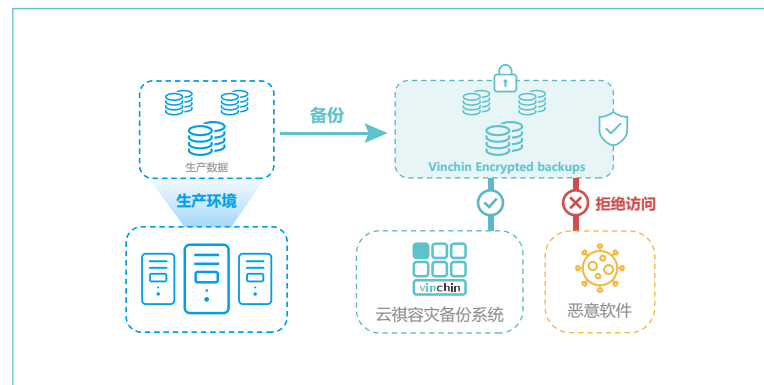 备份
生产数据
Vinchin Encrypted backups
生产环境
拒绝访问
vinchin
云祺容灾备份系统
恶意软件